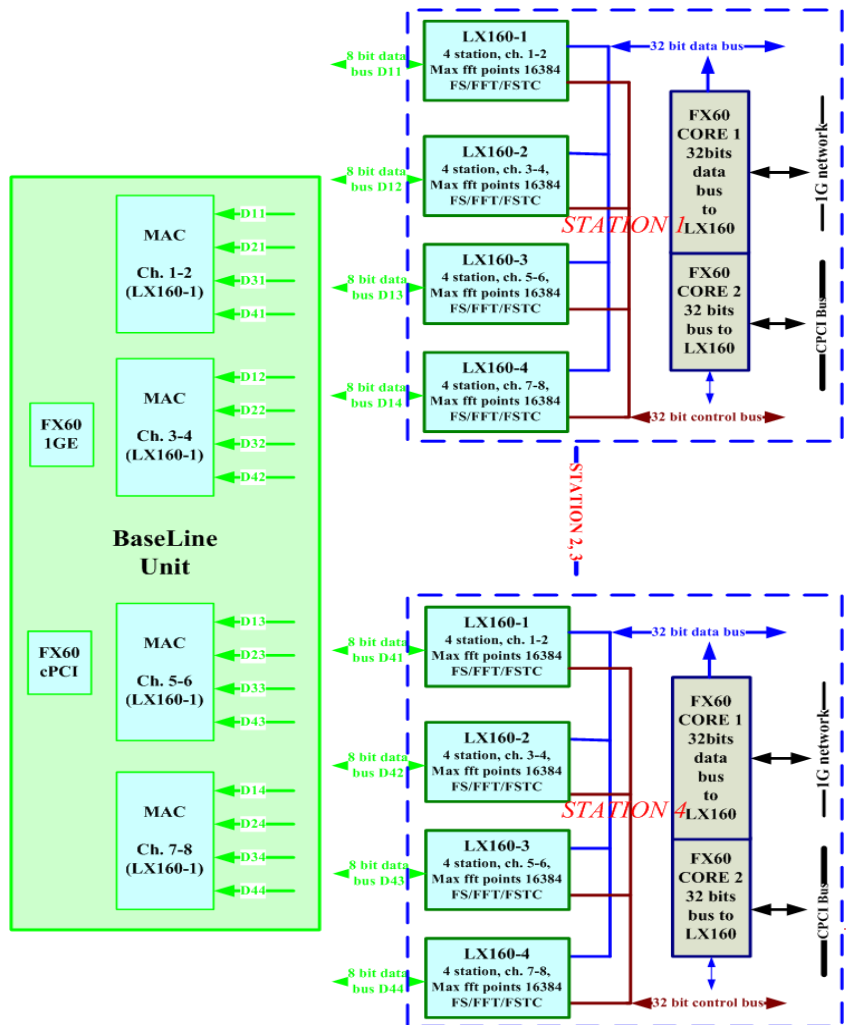 BaseLine
Unit
FX60
1GE
FX60
cPCI
MAC
Ch. 1-2
(LX160-1)
D11
D21
D31
D41
MAC
Ch. 3-4
(LX160-1)
D12
D22
D32
D42
MAC
Ch. 5-6
(LX160-1)
D13
D23
D33
D43
MAC
Ch. 7-8
(LX160-1)
D14
D24
D34
D44
8 bit data
bus D11
LX160-1
4 station, ch. 1-2
Max fft points 16384
FS/FFT/FSTC
8 bit data
bus D12
LX160-2
4 station, ch. 3-4,
Max fft points 16384
FS/FFT/FSTC
8 bit data
bus D13
LX160-3
4 station, ch. 5-6,
Max fft points 16384
FS/FFT/FSTC
8 bit data
bus D14
LX160-4
4 station, ch. 7-8,
Max fft points 16384
FS/FFT/FSTC
STATION 1
32 bit data bus
FX60
CORE 1
32bits
data
bus
to
LX160
FX60
CORE 2
32 bits
bus to
LX160
1G network
CPCI Bus
32 bit control bus
STATION 2, 3
8 bit data
bus D41
LX160-1
4 station, ch. 1-2
Max fft points 16384
FS/FFT/FSTC
8 bit data
bus D42
LX160-2
4 station, ch. 3-4,
Max fft points 16384
FS/FFT/FSTC
8 bit data
bus D43
LX160-3
4 station, ch. 5-6,
Max fft points 16384
FS/FFT/FSTC
8 bit data
bus D44
LX160-4
4 station, ch. 7-8,
Max fft points 16384
FS/FFT/FSTC
STATION 4
32 bit data bus
FX60
CORE 1
32bits
data
bus
to
LX160
FX60
CORE 2
32 bits
bus to
LX160
1G network
CPCI Bus
32 bit control bus